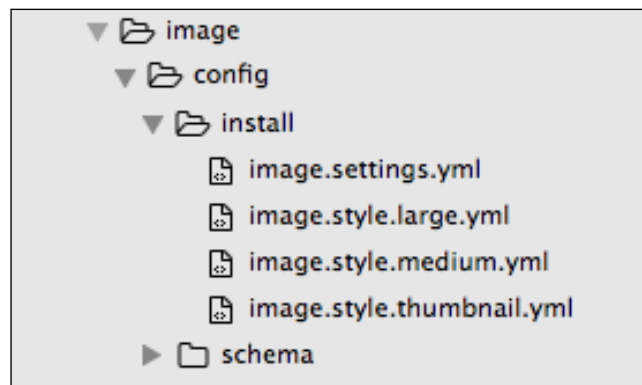 image
config
install
image.settings.yml
image.style.large.yml
image.style.medium.yml
image.style.thumbnail.yml
schema